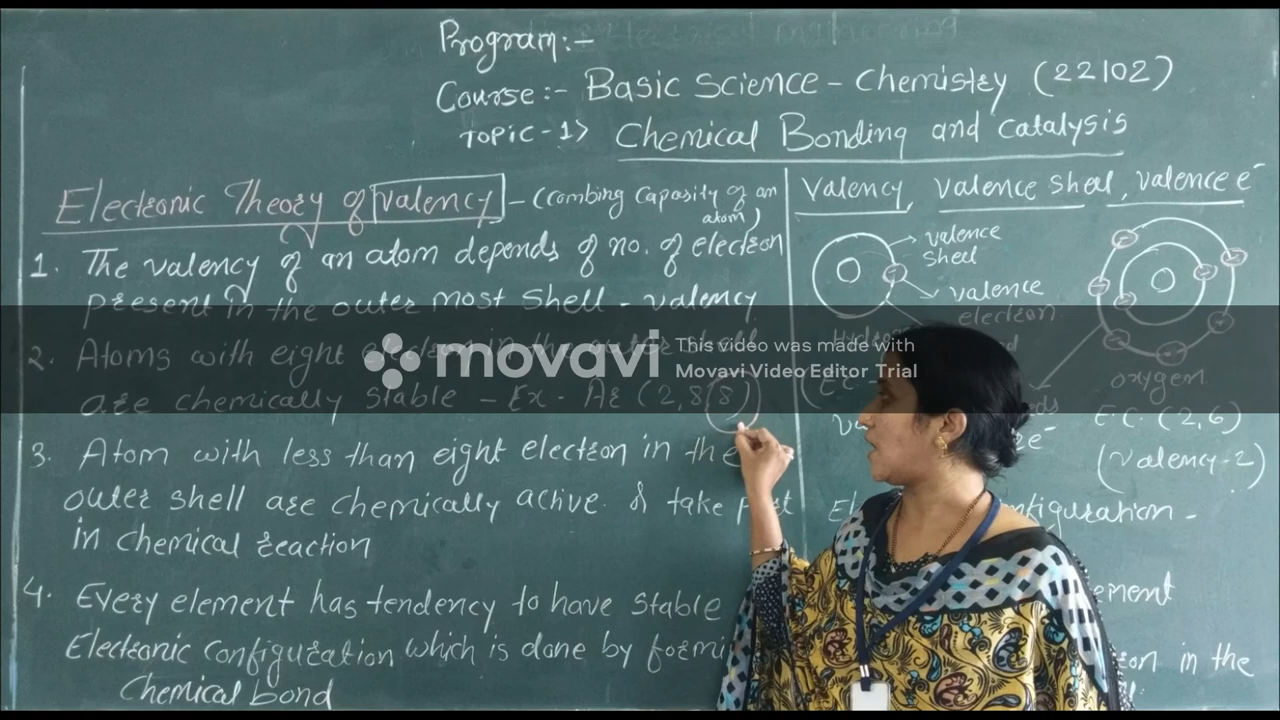 Program:-
Course:- Basic Science - Chemistry (22102)
TOPIC-1> Chemical Bonding and Catalysis
Electronic Theory of valency - (Combing Capasity of an atom)
1. The valency of an atom depends of no. of electron
present in the outer most shell - valency
2. Atoms with eight
are chemically stable - Ex. Ar (2,8,8)
3. Atom with less than eight electron in the
outer shell are chemically active & take part
in chemical reaction
4. Every element has tendency to have stable
Electronic Configuration which is done by formi
Chemical bond
valency, valence shell, valence e-
valence
shell
valence
electron
oxygen
E.C. (2,6)
(valency-2)
figuration -
ement
in the
movavi
This video was made with
Movavi Video Editor Trial